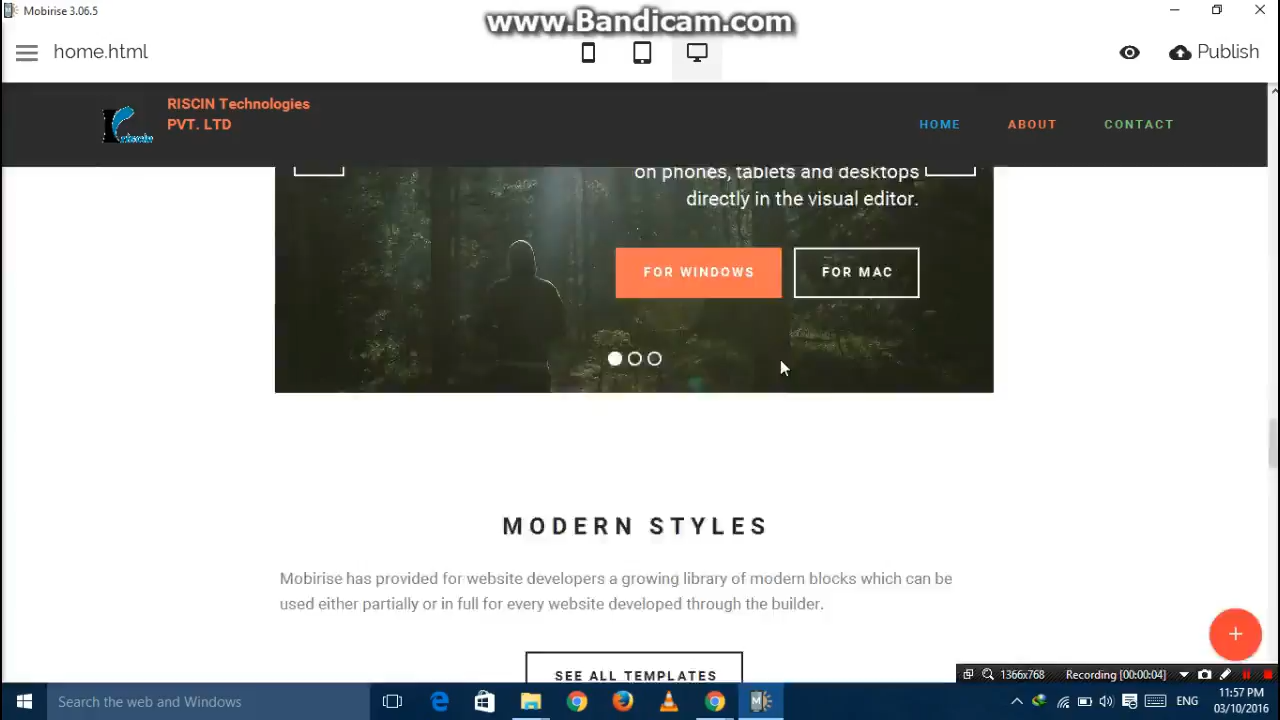 Mobirise 3.06.5
www.Bandicam.com
home.html
Publish
RISCIN Technologies
PVT. LTD
HOME
ABOUT
CONTACT
on phones, tablets and desktops
directly in the visual editor.
FOR WINDOWS
FOR MAC
MODERN STYLES
Mobirise has provided for website developers a growing library of modern blocks which can be
used either partially or in full for every website developed through the builder.
SEE ALL TEMPLATES
1366x768
Recording [00:00:04]
Search the web and Windows
ENG
11:57 PM
03/10/2016